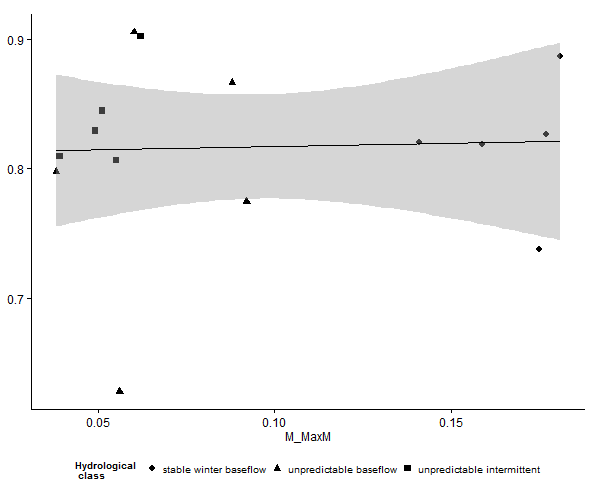 0.9
0.8
0.7
0.05 0.10 0.15
M_MaxM
Hydrological
class
stable winter baseflow unpredictable baseflow unpredictable intermittent